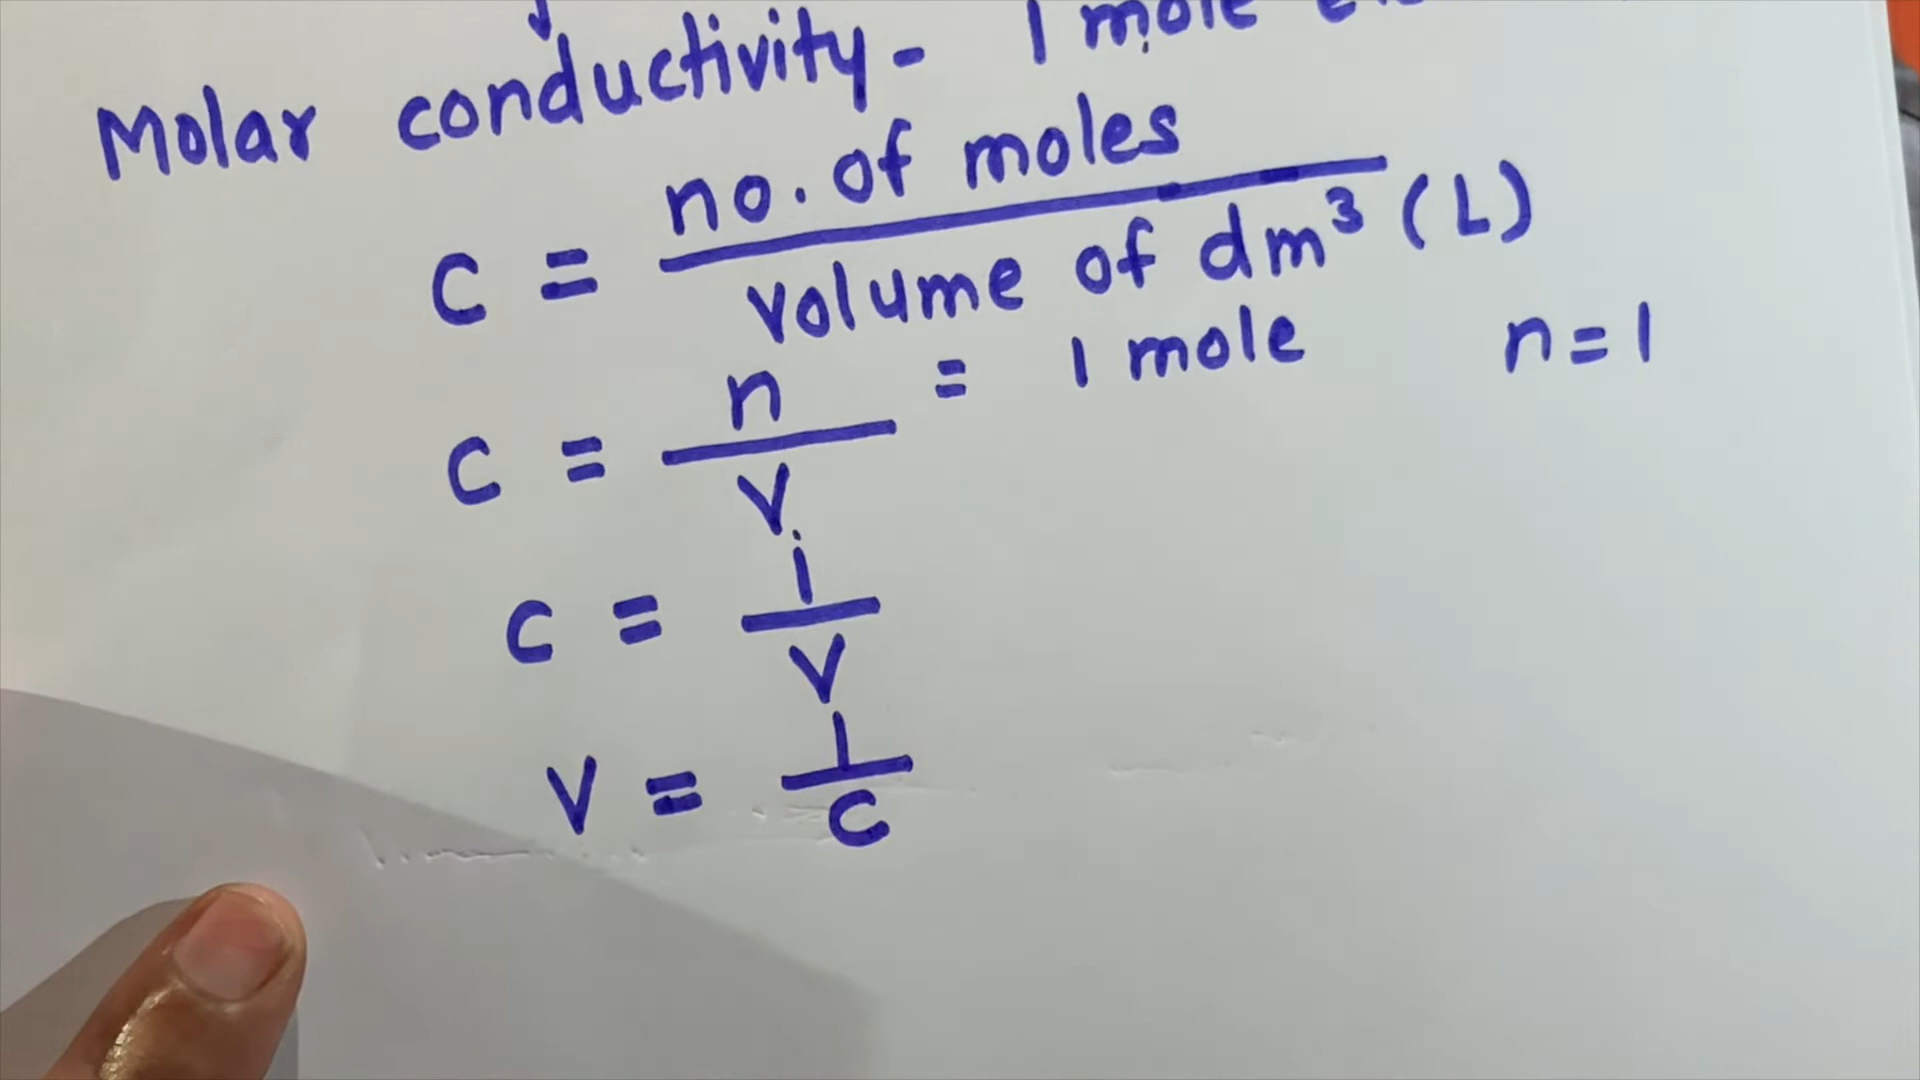 Molar conductivity - 1 mole
C = no. of moles / volume of dm³ (L)
C = n / V = 1 mole n = 1
C = 1 / V
V = 1 / C